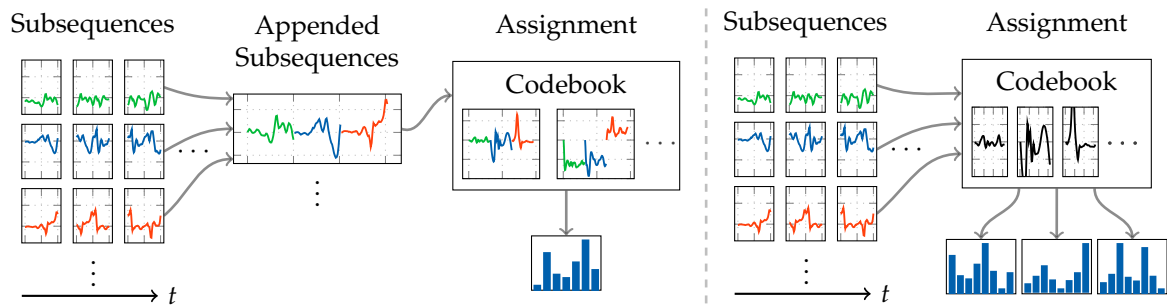 Subsequences
Appended
Subsequences
Assignment
Codebook
t
Subsequences
Assignment
Codebook
t